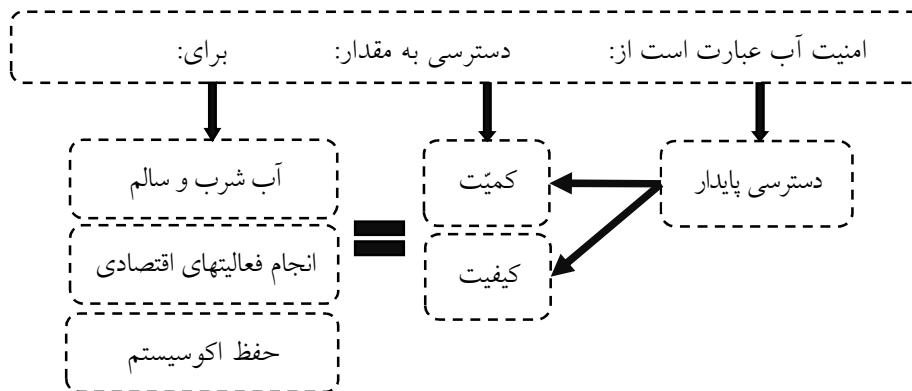 امنیت آب عبارت است از: دسترسی به مقدار: برای:
دسترسی پایدار
کمیّت
کیفیت
آب شرب و سالم
انجام فعالیتهای اقتصادی
حفظ اکوسیستم